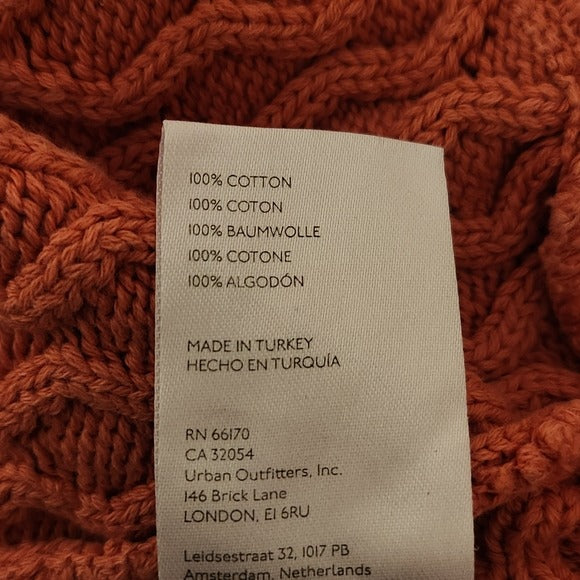 100% COTTON
100% COTON
100% BAUMWOLLE
100% COTONE
100% ALGODÓN
MADE IN TURKEY
HECHO EN TURQUÍA
RN 66170
CA 32054
Urban Outfitters, Inc.
146 Brick Lane
LONDON, E1 6RU
Leidsestraat 32, 1017 PB
Amsterdam, Netherlands